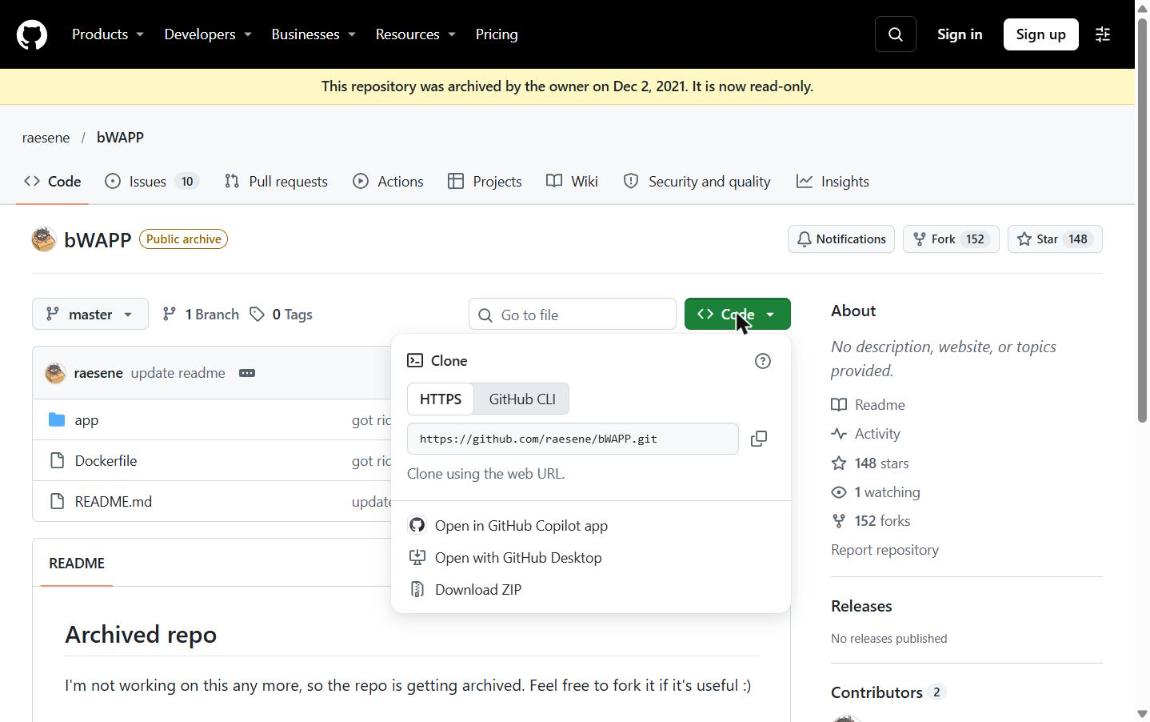 Products Developers Businesses Resources Pricing Sign in Sign up
This repository was archived by the owner on Dec 2, 2021. It is now read-only.
raesene / bWAPP
Code Issues 10 Pull requests Actions Projects Wiki Security and quality Insights
bWAPP Public archive Notifications Fork 152 Star 148
master 1 Branch 0 Tags Go to file Code
raesene update readme
app got ric
Dockerfile got ric
README.md update
Clone
HTTPS GitHub CLI
https://github.com/raesene/bWAPP.git
Clone using the web URL.
Open in GitHub Copilot app
Open with GitHub Desktop
Download ZIP
README
Archived repo
I'm not working on this any more, so the repo is getting archived. Feel free to fork it if it's useful :)
About
No description, website, or topics
provided.
Readme
Activity
148 stars
1 watching
152 forks
Report repository
Releases
No releases published
Contributors 2